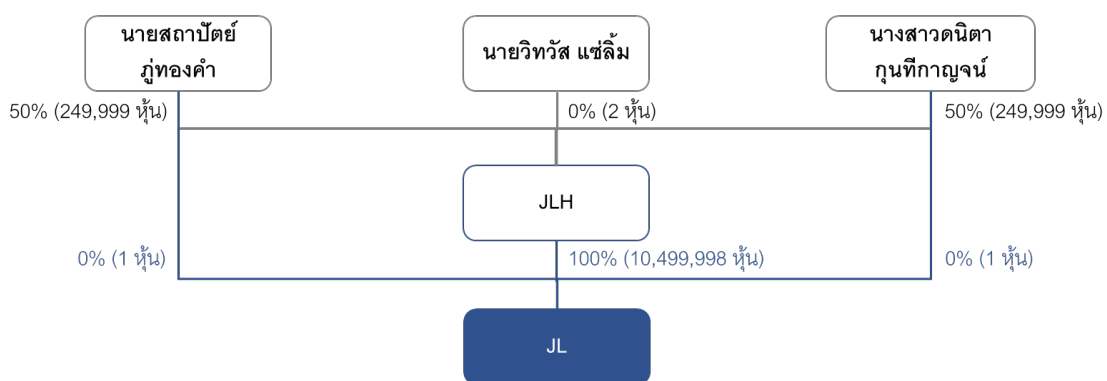 นายสถาปัตย์
ภู่ทองคำ
นายวิทวัส แซ่ลิ้ม
นางสาวดนิตา
กุนทีกาญจน์
50% (249,999 หุ้น)
0% (2 หุ้น)
50% (249,999 หุ้น)
JLH
0% (1 หุ้น)
100% (10,499,998 หุ้น)
0% (1 หุ้น)
JL